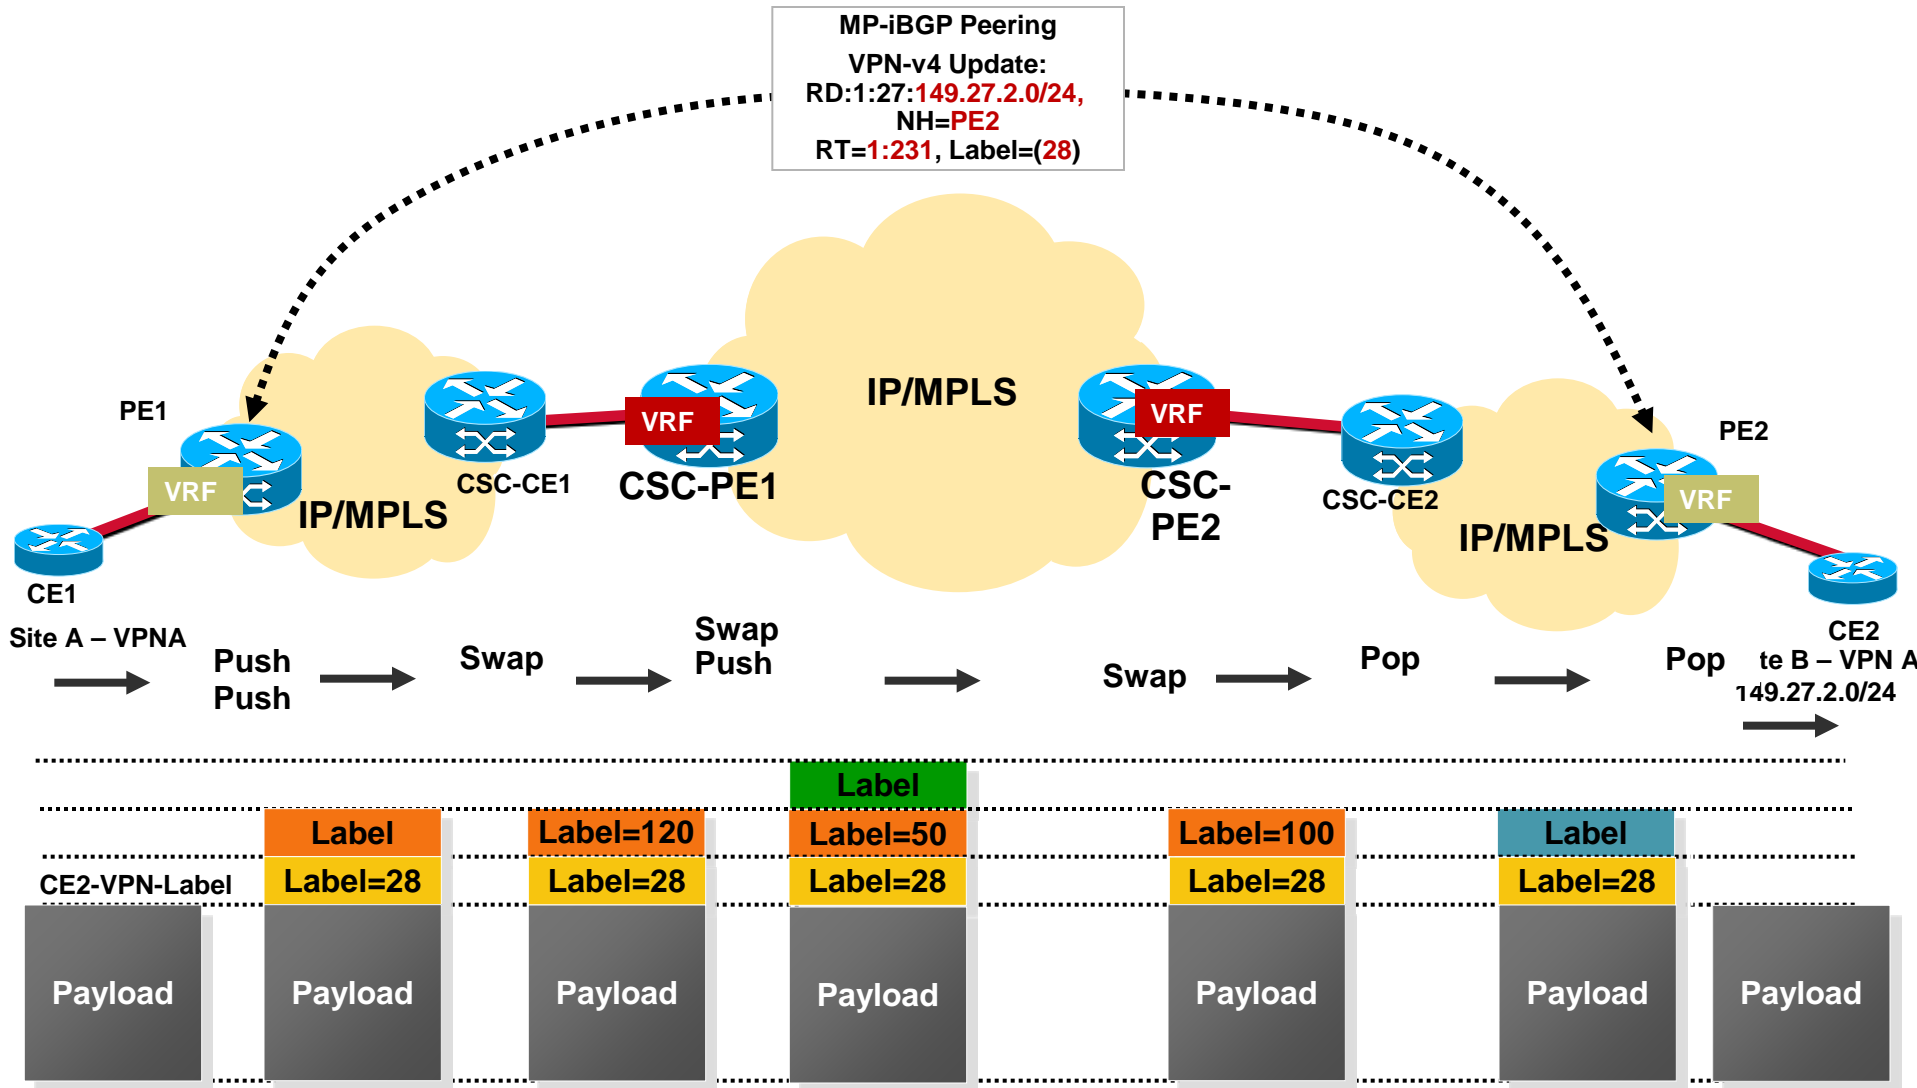 MP-iBGP Peering
VPN-v4 Update:
RD:1:27:149.27.2.0/24,
NH=PE2
RT=1:231, Label=(28)
PE1
VRF
IP/MPLS
CE1
CSC-CE1
VRF
CSC-PE1
IP/MPLS
VRF
CSC-
PE2
CSC-CE2
IP/MPLS
PE2
VRF
CE2
Site A – VPNA
te B – VPN A
149.27.2.0/24
Push
Push
Swap
Swap
Push
Swap
Pop
Pop
Label
Label
Label=120
Label=50
Label=100
Label
CE2-VPN-Label
Label=28
Label=28
Label=28
Label=28
Label=28
Payload
Payload
Payload
Payload
Payload
Payload
Payload